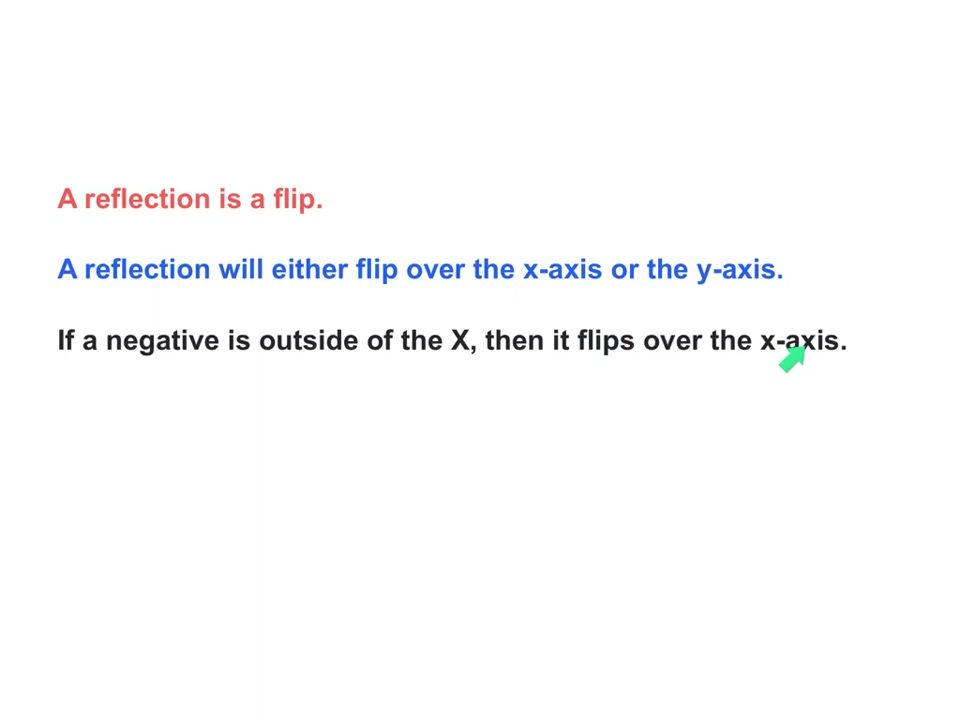 A reflection is a flip.
A reflection will either flip over the x-axis or the y-axis.
If a negative is outside of the X, then it flips over the x-axis.